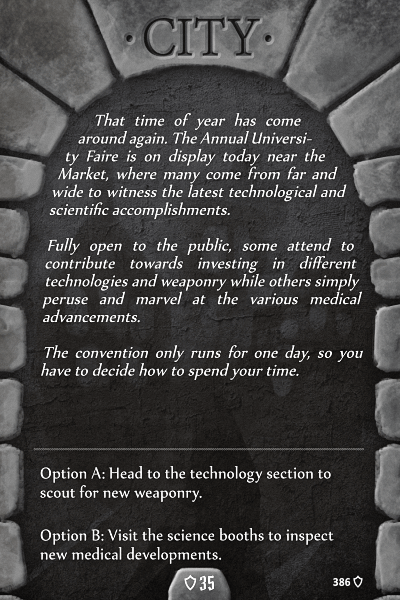 · CITY ·
That time of year has come
around again. The Annual Universi-
ty Faire is on display today near the
Market, where many come from far and
wide to witness the latest technological and
scientific accomplishments.
Fully open to the public, some attend to
contribute towards investing in different
technologies and weaponry while others simply
peruse and marvel at the various medical
advancements.
The convention only runs for one day, so you
have to decide how to spend your time.
Option A: Head to the technology section to
scout for new weaponry.
Option B: Visit the science booths to inspect
new medical developments.
35
386